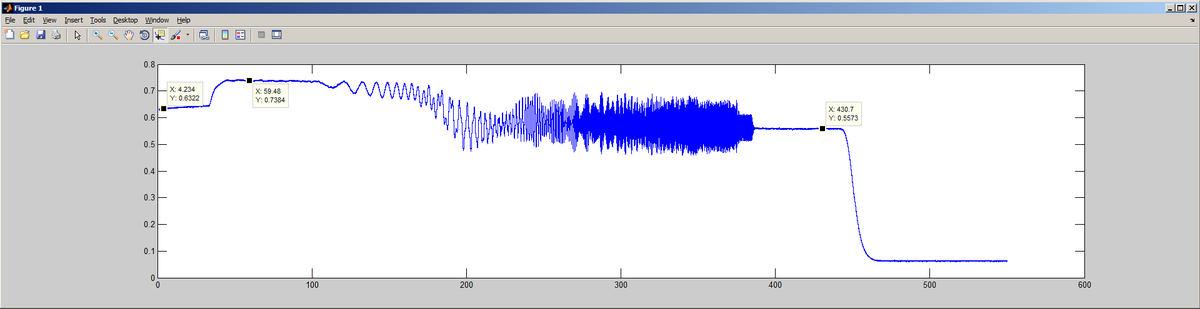 Figure 1
File Edit View Insert Tools Desktop Window Help
0.8
0.7
0.6
0.5
0.4
0.3
0.2
0.1
0
X: 4.234
Y: 0.6322
X: 59.48
Y: 0.7384
X: 430.7
Y: 0.5573
0 100 200 300 400 500 600